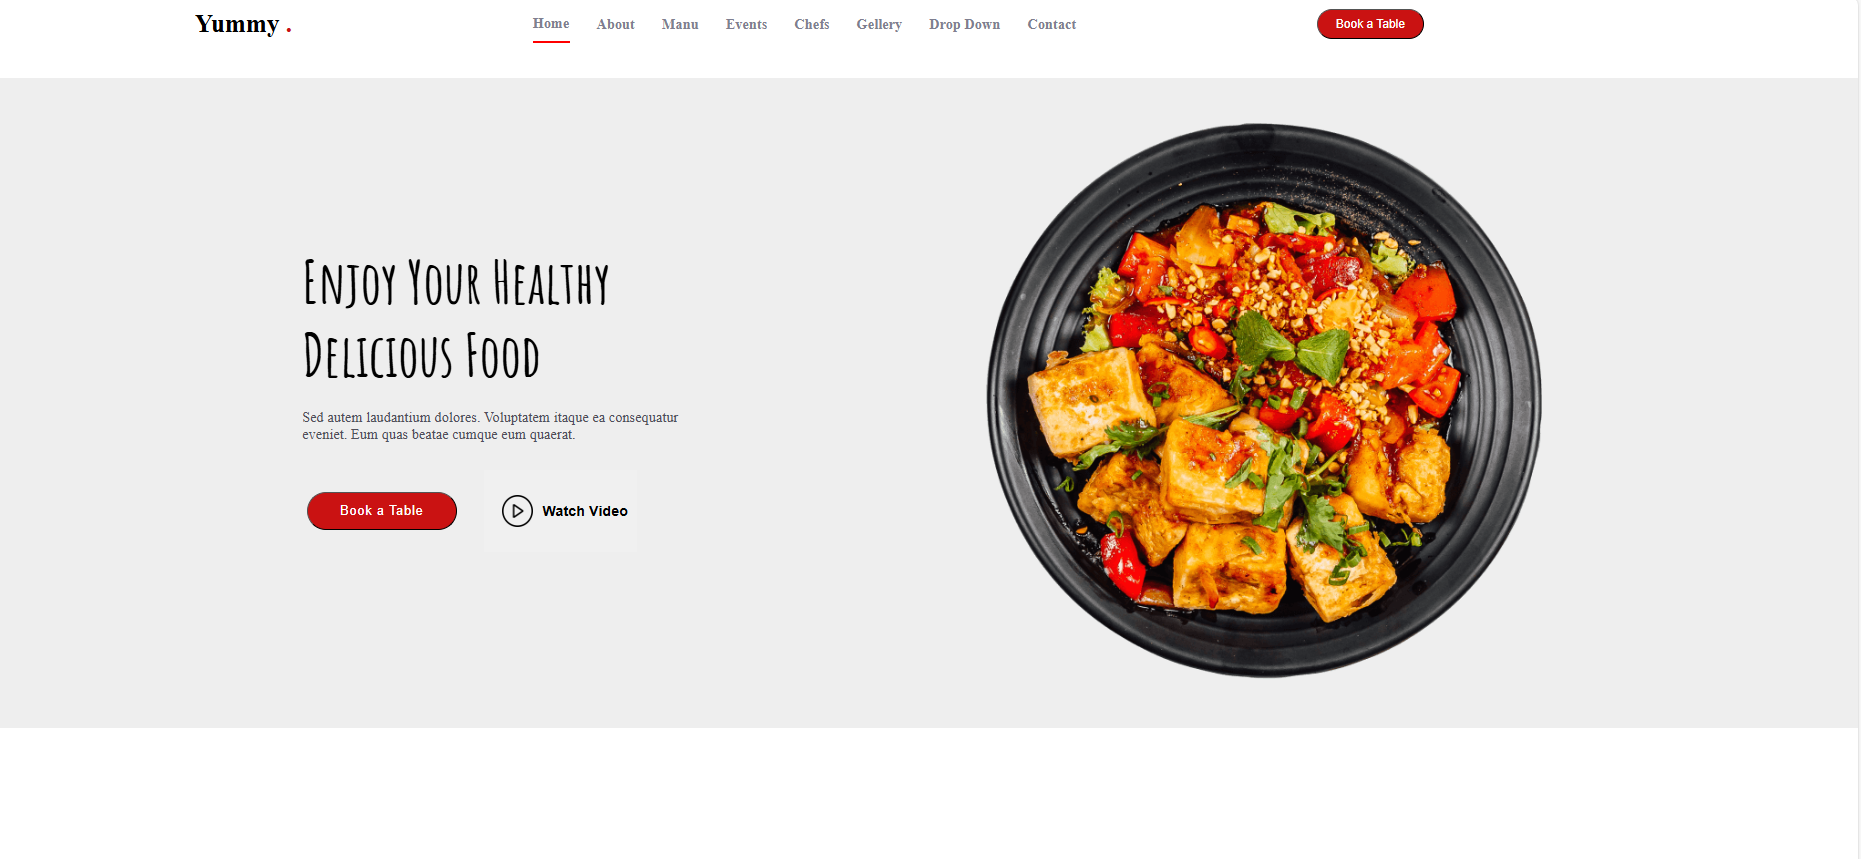 Yummy .
Home About Manu Events Chefs Gellery Drop Down Contact
Book a Table
Enjoy Your Healthy
Delicious Food
Sed autem laudantium dolores. Voluptatem itaque ea consequatur
eveniet. Eum quas beatae cumque eum quaerat.
Book a Table
Watch Video